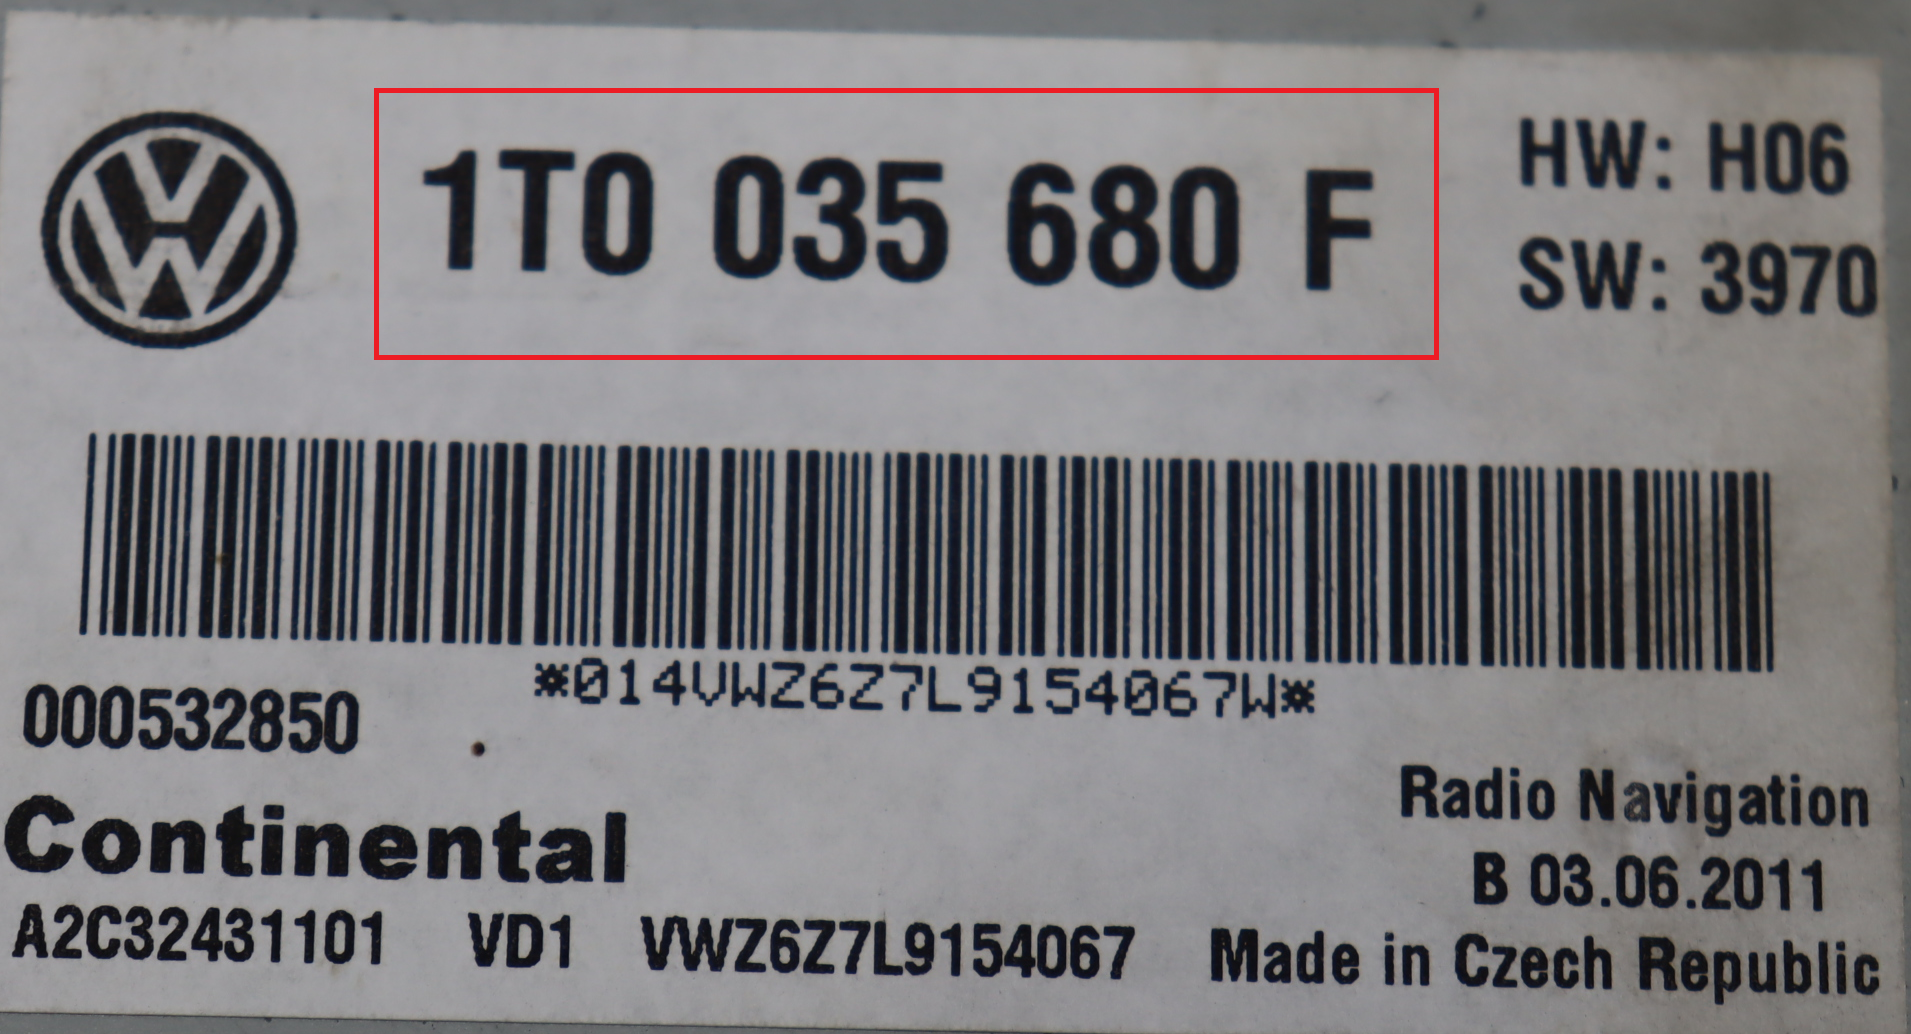 1T0 035 680 F
HW: H06
SW: 3970
*014VWZ6Z7L9154067W*
000532850
Continental
Radio Navigation
B 03.06.2011
A2C32431101 VD1 VWZ6Z7L9154067 Made in Czech Republic